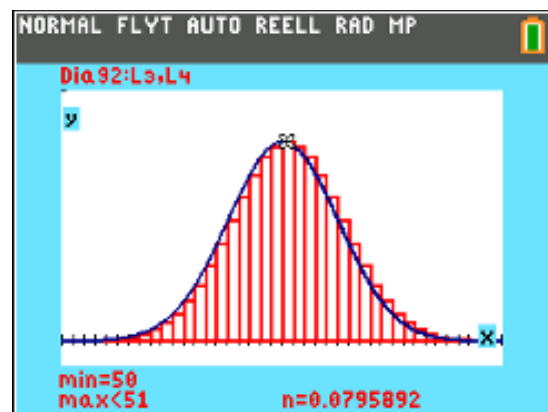 NORMAL FLYT AUTO REELL RAD MP
Dia92:L3,L4
y
x
min=50
max<51 n=0.0795892